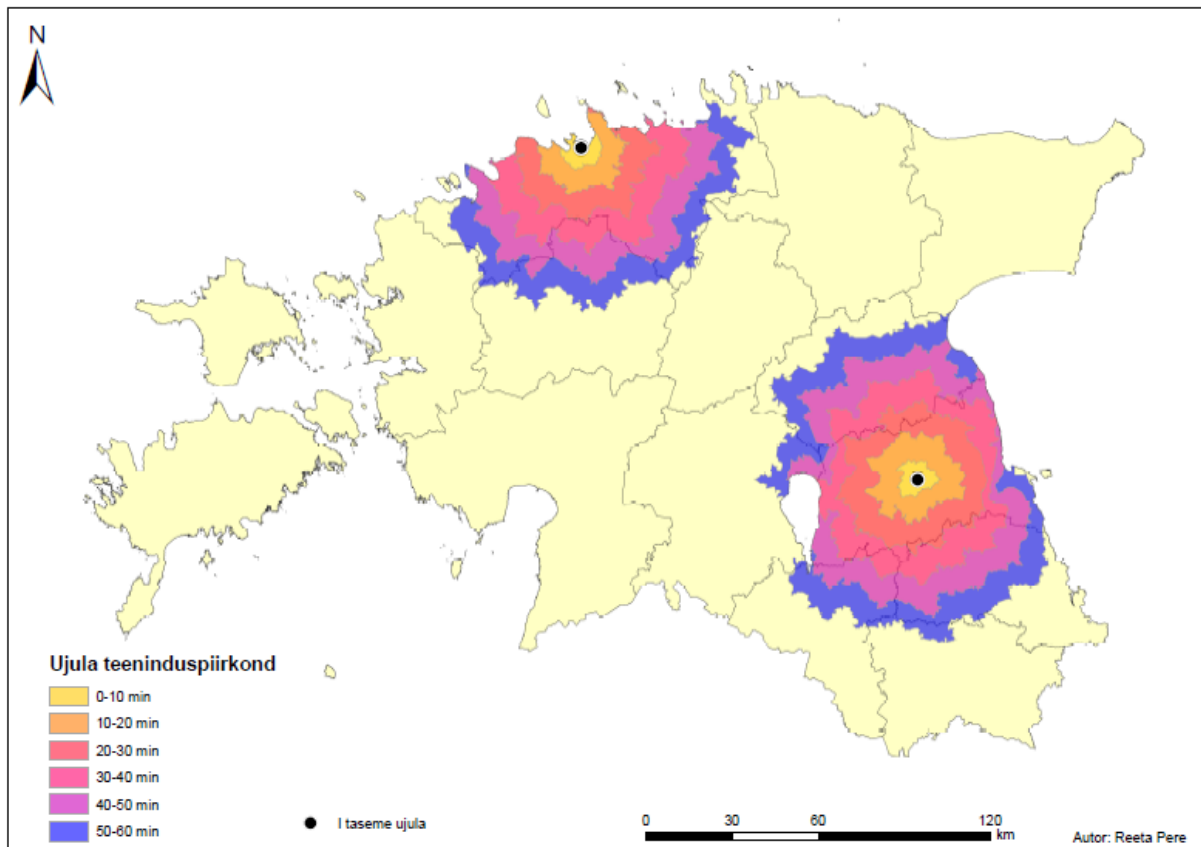 N
Ujula teeninduspiirkond
0-10 min
10-20 min
20-30 min
30-40 min
40-50 min
50-60 min
I taseme ujula
0 30 60 120
km
Autor: Reeta Pere